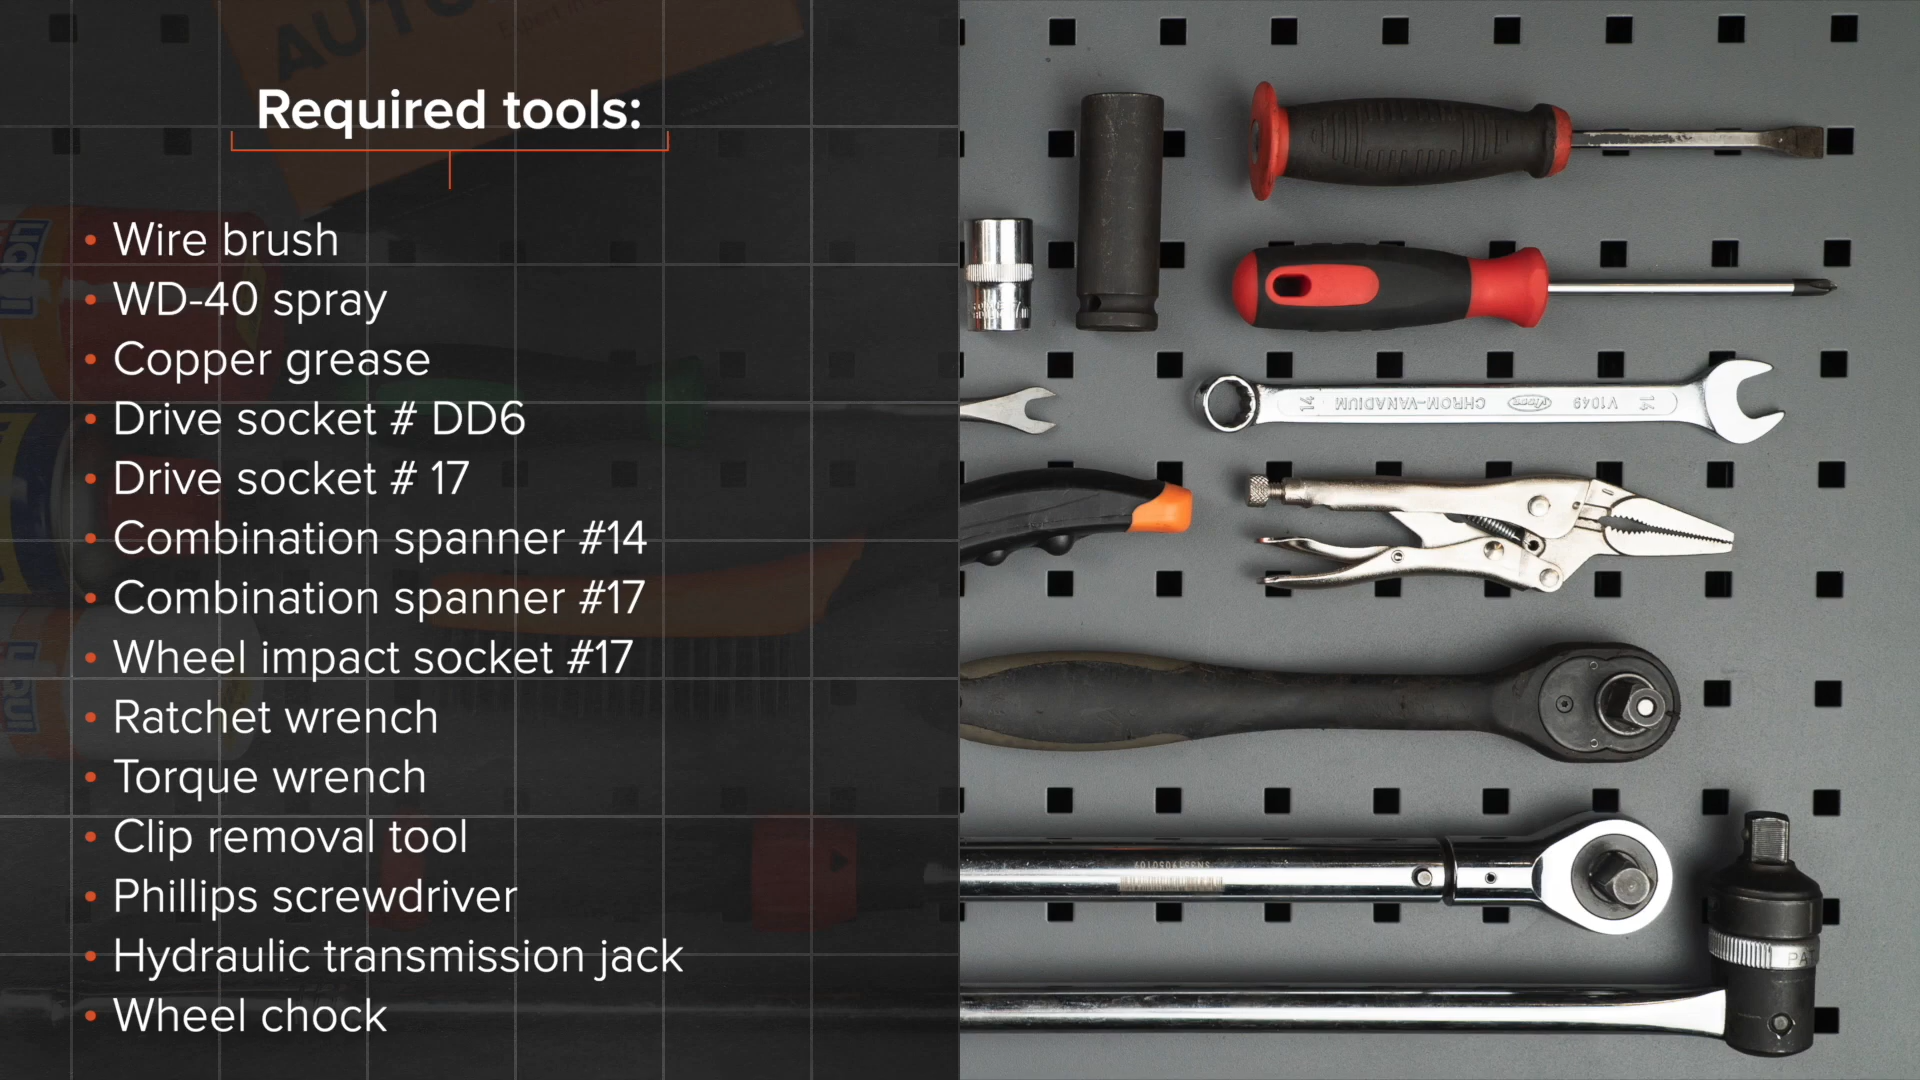 AUTO
Required tools:
• Wire brush
• WD-40 spray
• Copper grease
• Drive socket # DD6
• Drive socket # 17
• Combination spanner #14
• Combination spanner #17
• Wheel impact socket #17
• Ratchet wrench
• Torque wrench
• Clip removal tool
• Phillips screwdriver
• Hydraulic transmission jack
• Wheel chock
14 CHROM-VANADIUM V1049 14
LIQUI